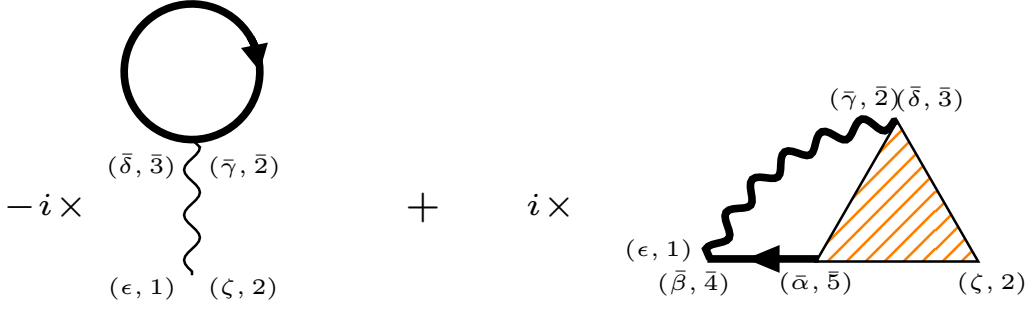 (γ̄, 2̄)(δ̄, 3̄)
(δ̄, 3̄) (γ̄, 2̄)
−i× + i×
(ϵ, 1)
(ϵ, 1) (ζ, 2) (β̄, 4̄) (ᾱ, 5̄) (ζ, 2)